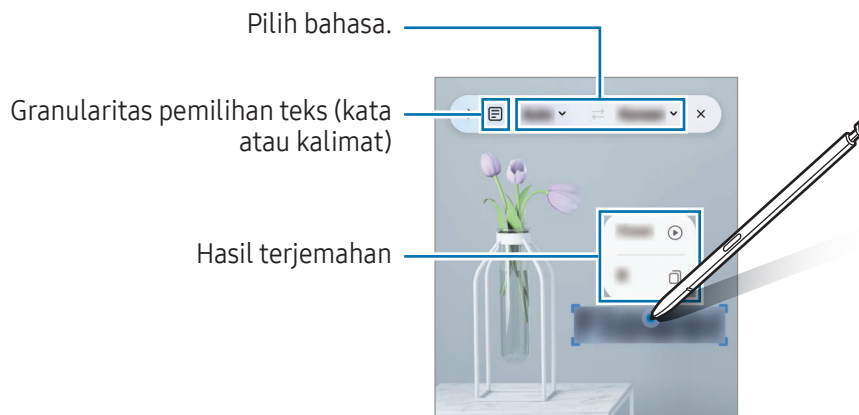 Pilih bahasa.
Granularitas pemilihan teks (kata
atau kalimat)
Hasil terjemahan